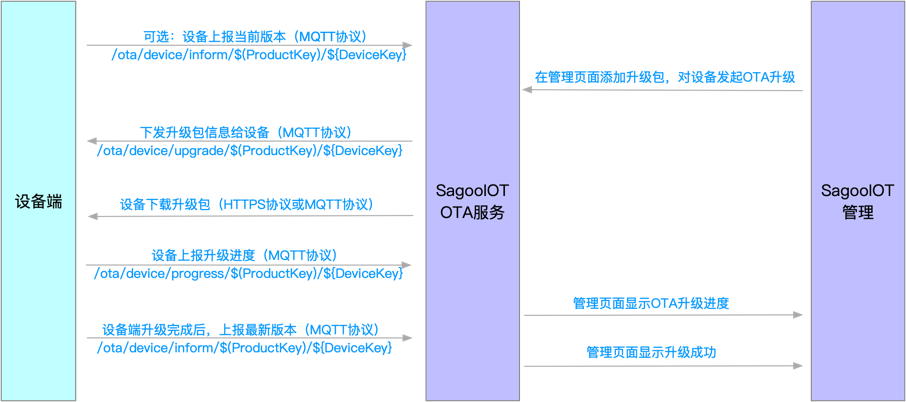 可选：设备上报当前版本（MQTT协议）
/ota/device/inform/$(ProductKey)/${DeviceKey}
在管理页面添加升级包，对设备发起OTA升级
下发升级包信息给设备（MQTT协议）
/ota/device/upgrade/$(ProductKey)/${DeviceKey}
设备端
SagooIOT
OTA服务
SagooIOT
管理
设备下载升级包（HTTPS协议或MQTT协议）
设备上报升级进度（MQTT协议）
/ota/device/progress/$(ProductKey)/${DeviceKey}
管理页面显示OTA升级进度
设备端升级完成后，上报最新版本（MQTT协议）
/ota/device/inform/$(ProductKey)/${DeviceKey}
管理页面显示升级成功